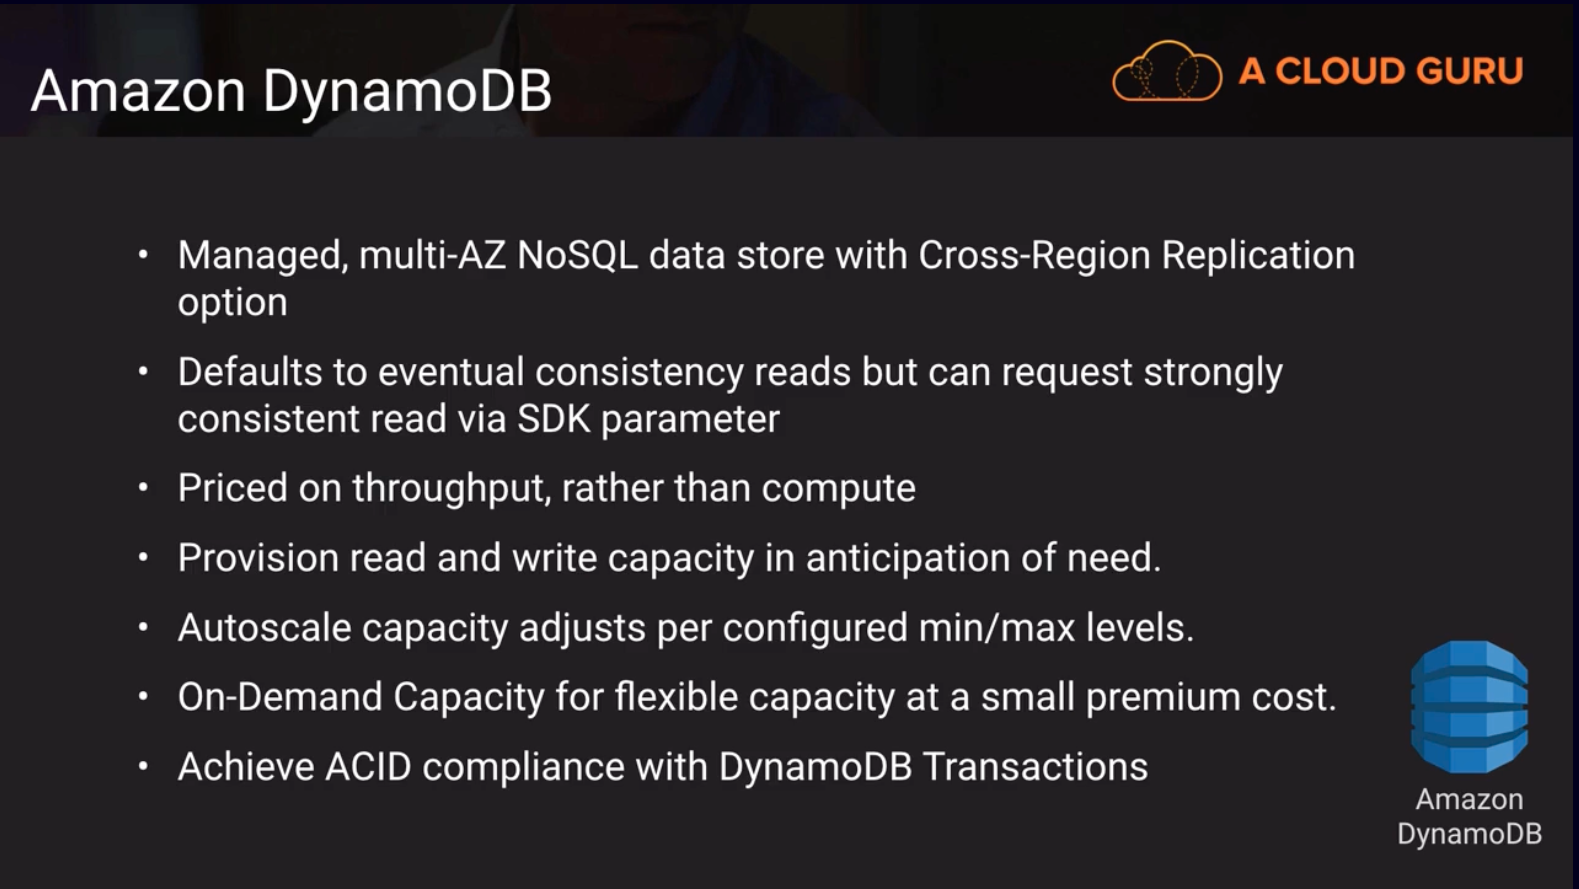 Amazon DynamoDB
A CLOUD GURU
• Managed, multi-AZ NoSQL data store with Cross-Region Replication
option
• Defaults to eventual consistency reads but can request strongly
consistent read via SDK parameter
• Priced on throughput, rather than compute
• Provision read and write capacity in anticipation of need.
• Autoscale capacity adjusts per configured min/max levels.
• On-Demand Capacity for flexible capacity at a small premium cost.
• Achieve ACID compliance with DynamoDB Transactions
Amazon
DynamoDB